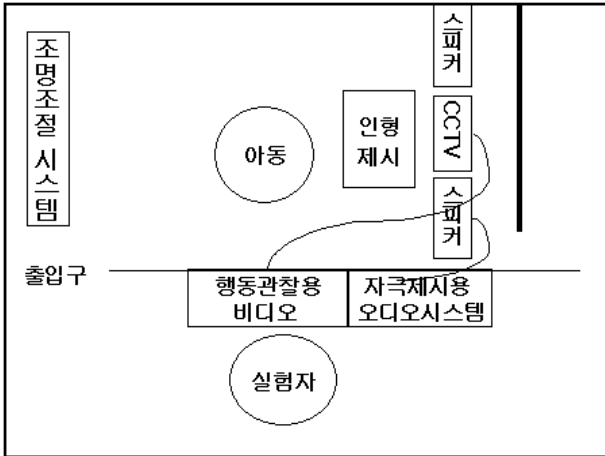 조명조절 시스템
스피커
CCTV
스피커
인형
제시
아동
출입구
행동관찰용
비디오
자극제시용
오디오시스템
실험자